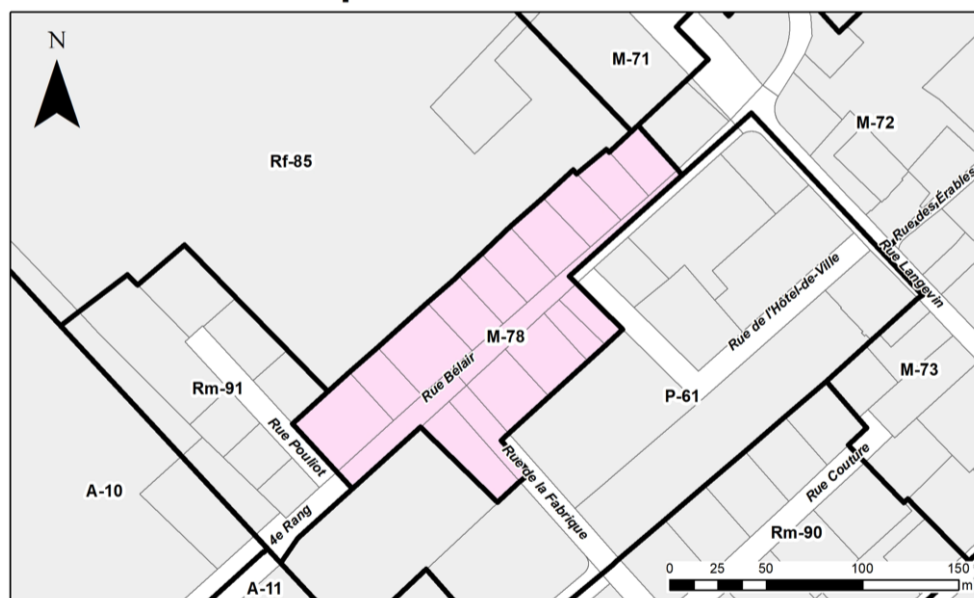 N
M-71
M-72
Rf-85
Rue des Érables
Rue Langevin
Rue de l'Hôtel-de-Ville
M-78
Rue Bélair
M-73
Rm-91
P-61
Rue Pouliot
Rue de la Fabrique
Rue Couture
A-10
4e Rang
Rm-90
A-11
0 25 50 100 150
m